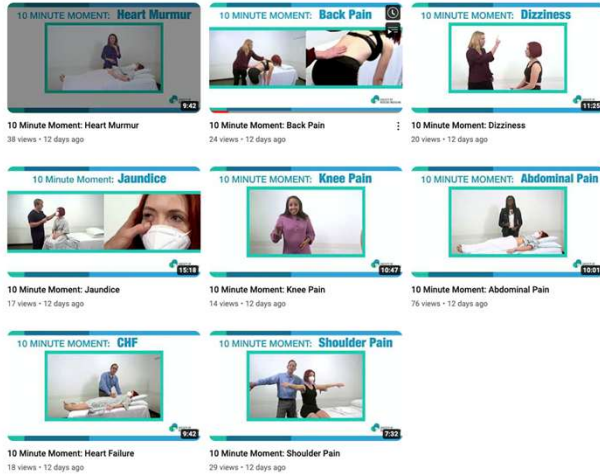 10 MINUTE MOMENT: Heart Murmur
9:42
10 Minute Moment: Heart Murmur
38 views • 12 days ago
10 MINUTE MOMENT: Back Pain
10 Minute Moment: Back Pain
24 views • 12 days ago
10 MINUTE MOMENT: Dizziness
11:25
10 Minute Moment: Dizziness
20 views • 12 days ago
10 Minute Moment: Jaundice
15:18
10 Minute Moment: Jaundice
17 views • 12 days ago
10 MINUTE MOMENT: Knee Pain
10:47
10 Minute Moment: Knee Pain
14 views • 12 days ago
10 MINUTE MOMENT: Abdominal Pain
10:01
10 Minute Moment: Abdominal Pain
76 views • 12 days ago
10 MINUTE MOMENT: CHF
9:42
10 Minute Moment: Heart Failure
18 views • 12 days ago
10 MINUTE MOMENT: Shoulder Pain
7:32
10 Minute Moment: Shoulder Pain
29 views • 12 days ago